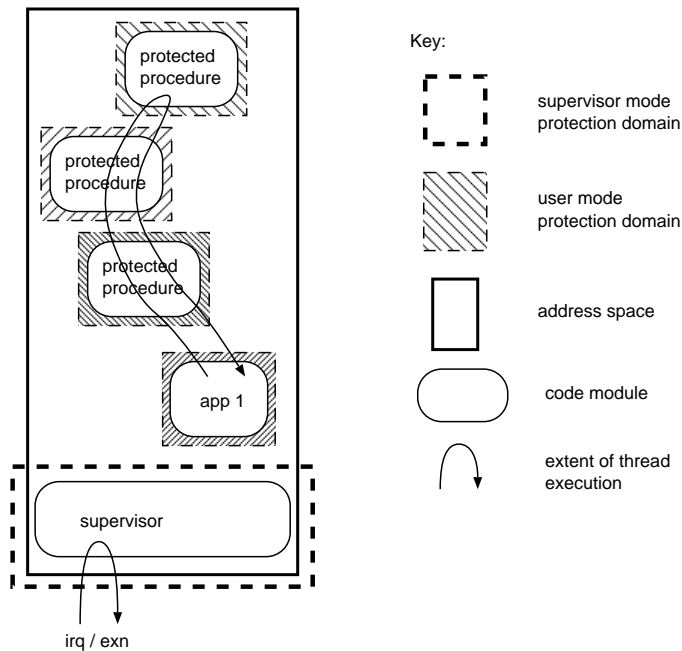 protected
procedure
protected
procedure
protected
procedure
app 1
supervisor
irq / exn
Key:
supervisor mode
protection domain
user mode
protection domain
address space
code module
extent of thread
execution